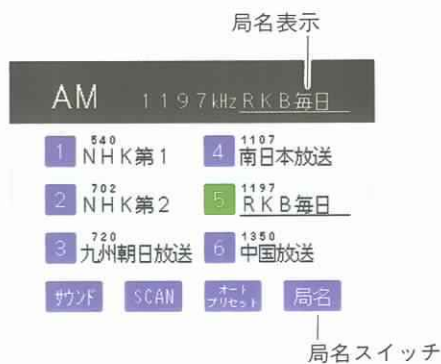 局名表示
AM 1197kHz RKB毎日
1 540 NHK第1
4 1107 南日本放送
2 702 NHK第2
5 1197 RKB毎日
3 720 九州朝日放送
6 1350 中国放送
サウンド SCAN オートプリセット 局名
局名スイッチ